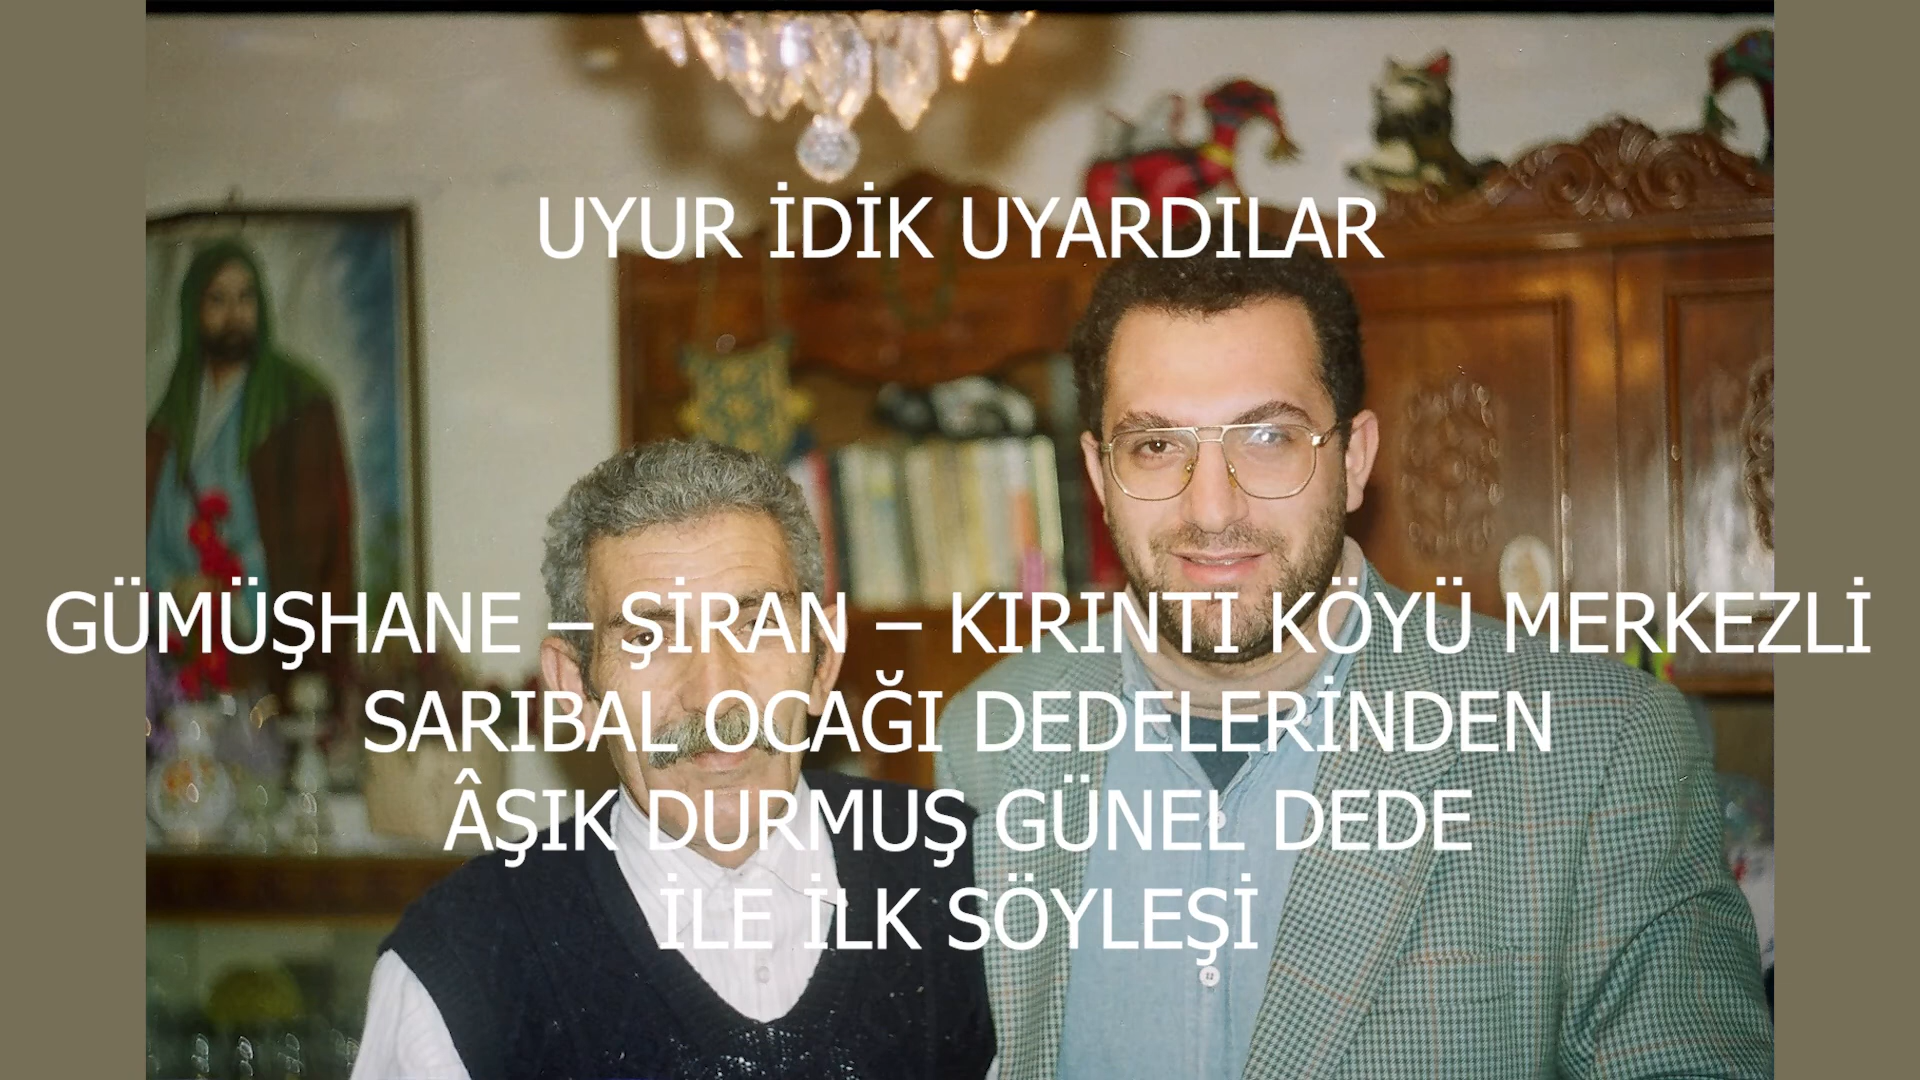 UYUR İDİK UYARDILAR
GÜMÜŞHANE – ŞİRAN – KIRINTI KÖYÜ MERKEZLİ
SARIBAL OCAĞI DEDELERİNDEN
ÂŞIK DURMUŞ GÜNEL DEDE
İLE İLK SÖYLEŞİ